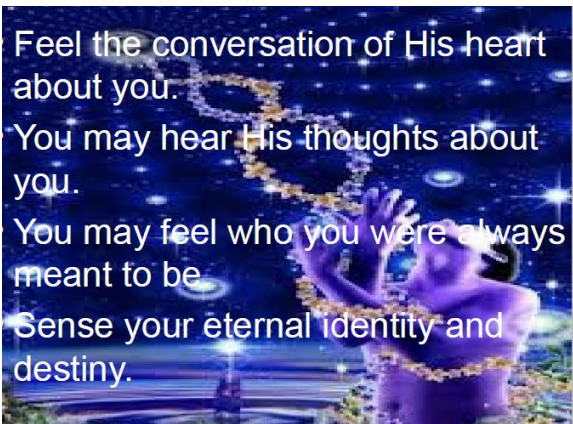 Feel the conversation of His heart
about you.
You may hear His thoughts about
you.
You may feel who you were always
meant to be
Sense your eternal identity and
destiny.